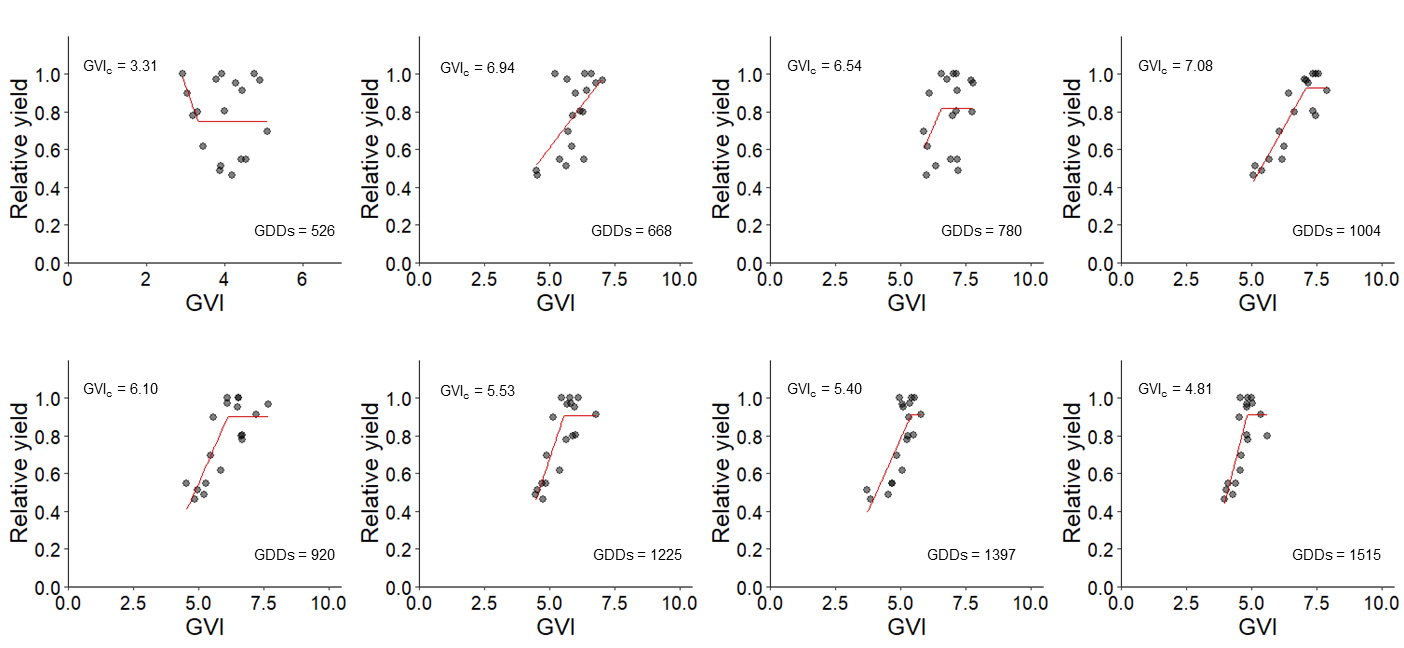 GVIc = 3.31
Relative yield
1.0
0.8
0.6
0.4
0.2
0.0
GDDs = 526
0 2 4 6
GVI
GVIc = 6.94
Relative yield
1.0
0.8
0.6
0.4
0.2
0.0
GDDs = 668
0.0 2.5 5.0 7.5 10.0
GVI
GVIc = 6.54
Relative yield
1.0
0.8
0.6
0.4
0.2
0.0
GDDs = 780
0.0 2.5 5.0 7.5 10.0
GVI
GVIc = 7.08
Relative yield
1.0
0.8
0.6
0.4
0.2
0.0
GDDs = 1004
0.0 2.5 5.0 7.5 10.0
GVI
GVIc = 6.10
Relative yield
1.0
0.8
0.6
0.4
0.2
0.0
GDDs = 920
0.0 2.5 5.0 7.5 10.0
GVI
GVIc = 5.53
Relative yield
1.0
0.8
0.6
0.4
0.2
0.0
GDDs = 1225
0.0 2.5 5.0 7.5 10.0
GVI
GVIc = 5.40
Relative yield
1.0
0.8
0.6
0.4
0.2
0.0
GDDs = 1397
0.0 2.5 5.0 7.5 10.0
GVI
GVIc = 4.81
Relative yield
1.0
0.8
0.6
0.4
0.2
0.0
GDDs = 1515
0.0 2.5 5.0 7.5 10.0
GVI